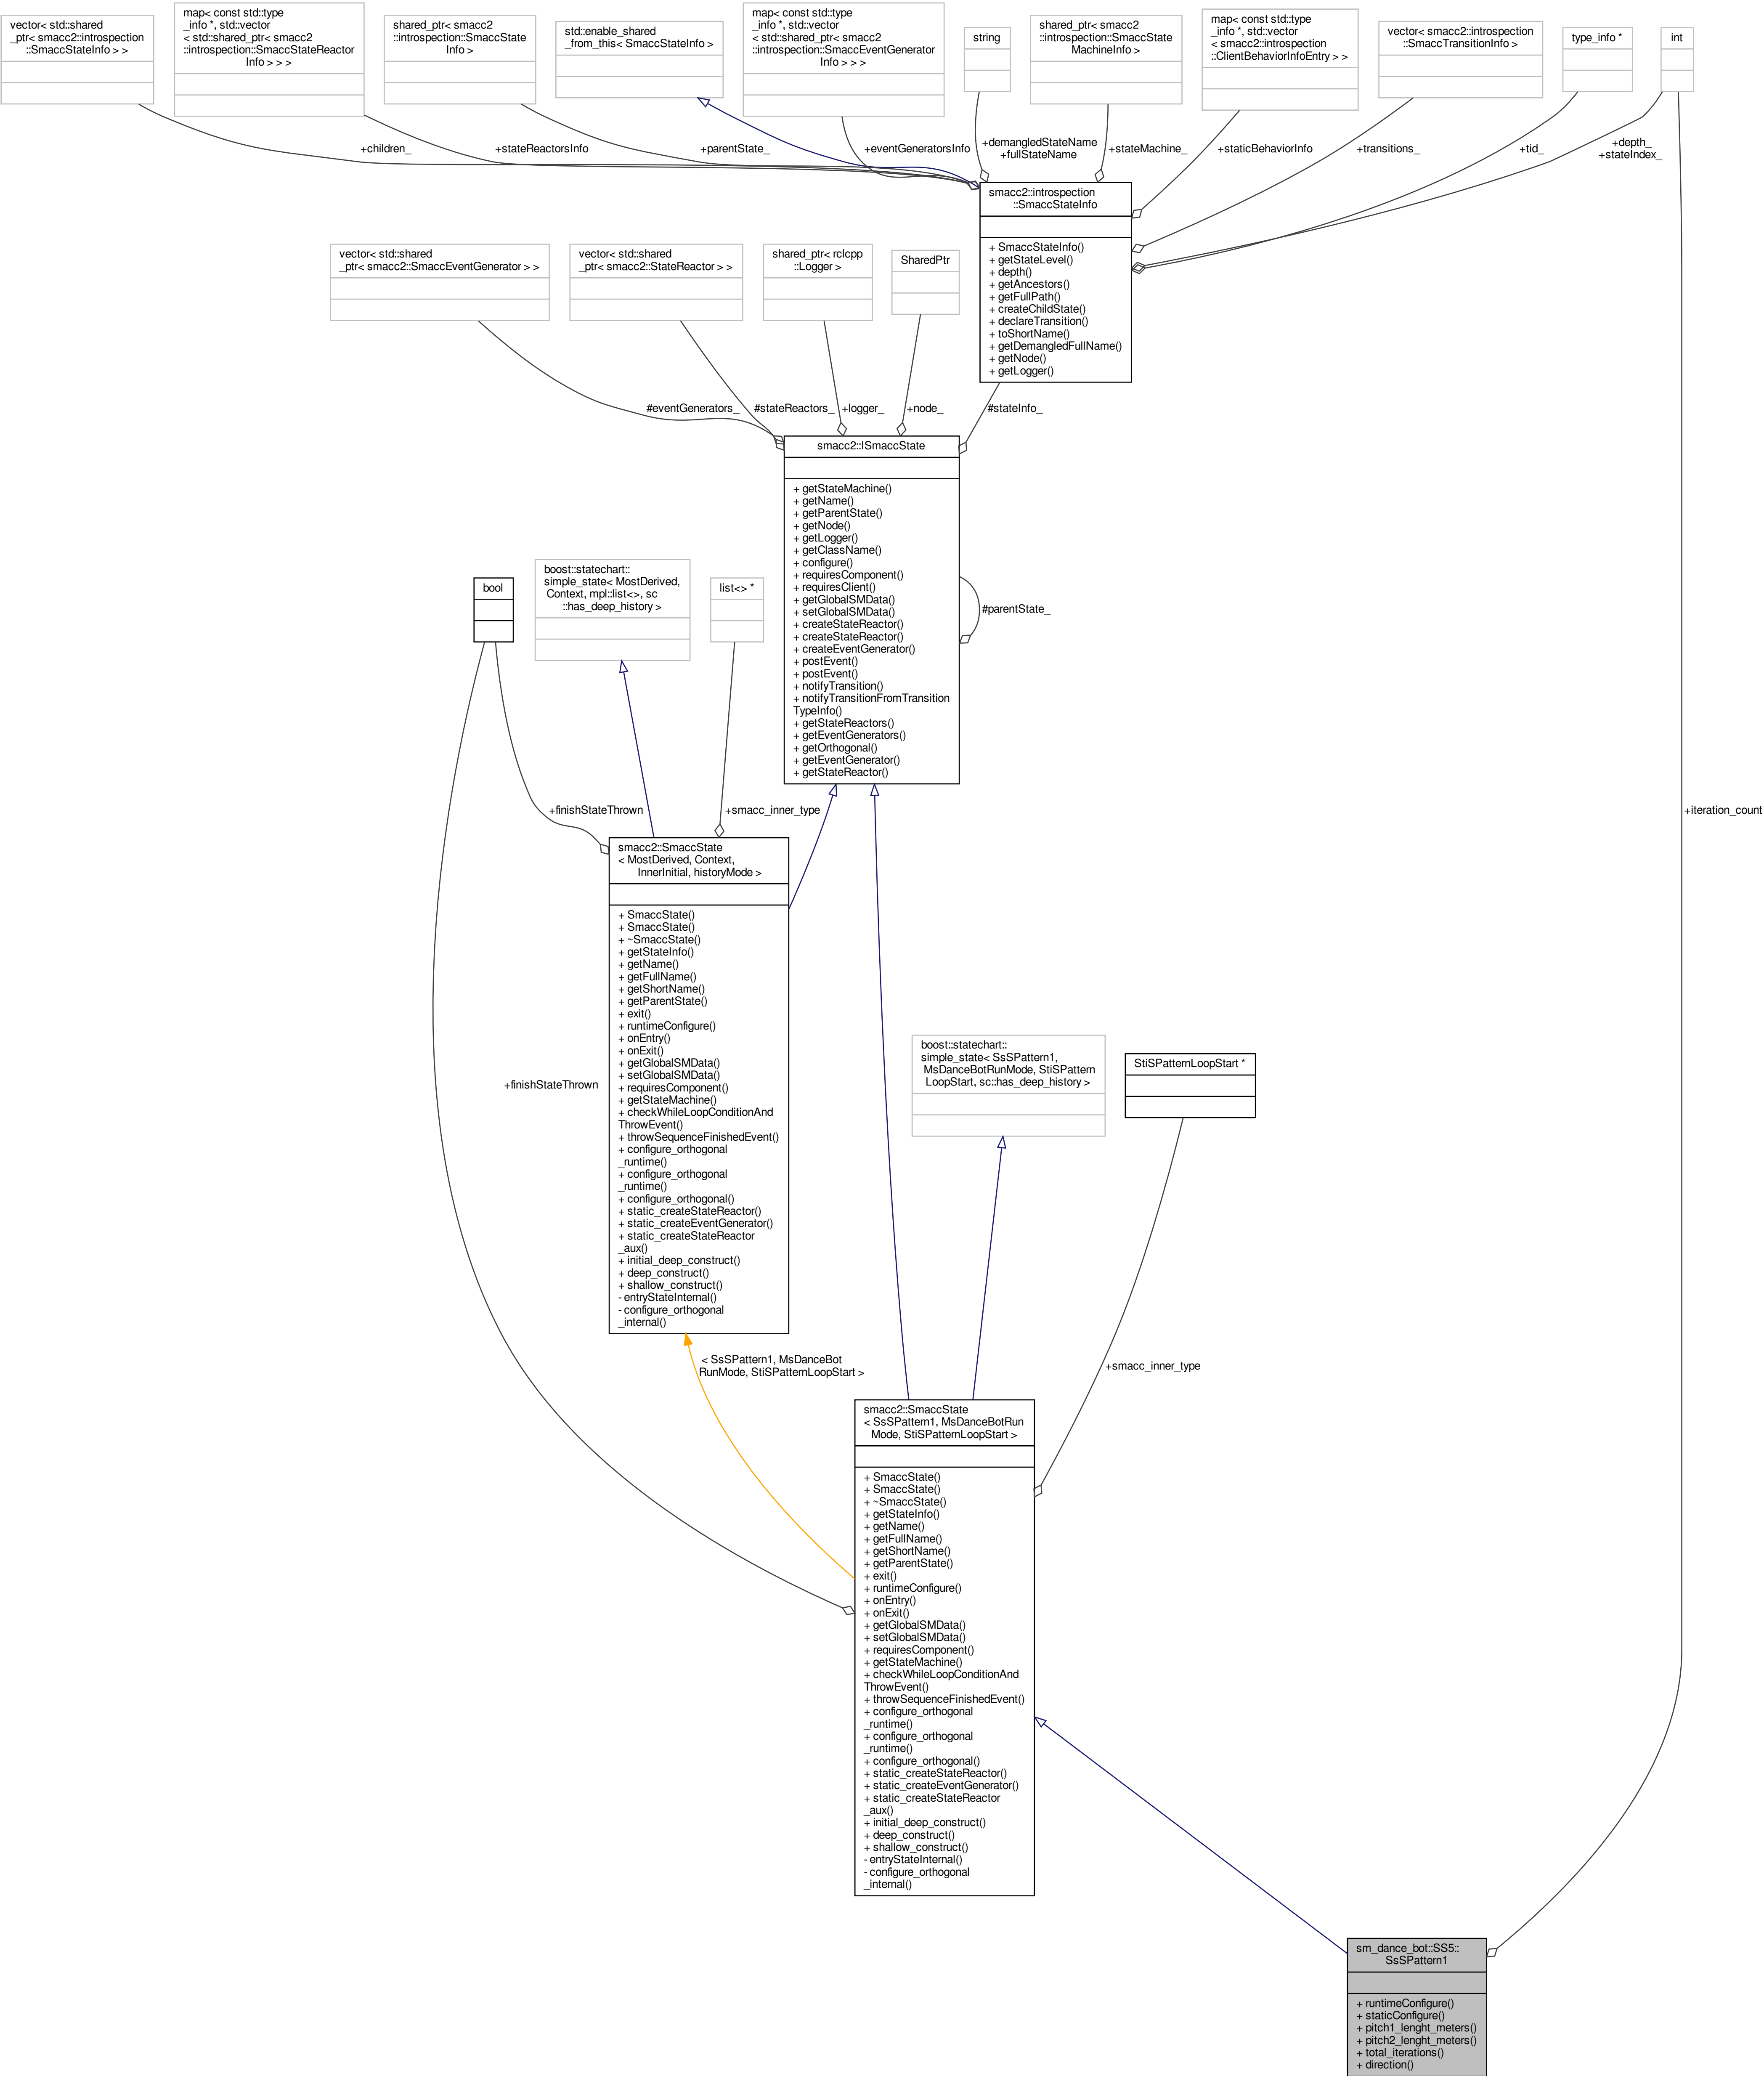 vector< std::shared
_ptr< smacc2::introspection
::SmaccStateInfo > >
map< const std::type
_info *, std::vector
< std::shared_ptr< smacc2
::introspection::SmaccStateReactor
Info > > >
shared_ptr< smacc2
::introspection::SmaccState
Info >
std::enable_shared
_from_this< SmaccStateInfo >
map< const std::type
_info *, std::vector
< std::shared_ptr< smacc2
::introspection::SmaccEventGenerator
Info > > >
string
shared_ptr< smacc2
::introspection::SmaccState
MachineInfo >
map< const std::type
_info *, std::vector
< smacc2::introspection
::ClientBehaviorInfoEntry > >
vector< smacc2::introspection
::SmaccTransitionInfo >
type_info *
int
+children_
+stateReactorsInfo
+parentState_
+eventGeneratorsInfo
+demangledStateName
+fullStateName
+stateMachine_
+staticBehaviorInfo
+transitions_
+tid_
+depth_
+stateIndex_
smacc2::introspection
::SmaccStateInfo
+ SmaccStateInfo()
+ getStateLevel()
+ depth()
+ getAncestors()
+ getFullPath()
+ createChildState()
+ declareTransition()
+ toShortName()
+ getDemangledFullName()
+ getNode()
+ getLogger()
vector< std::shared
_ptr< smacc2::SmaccEventGenerator > >
vector< std::shared
_ptr< smacc2::StateReactor > >
shared_ptr< rclcpp
::Logger >
SharedPtr
#eventGenerators_
#stateReactors_
+logger_
+node_
#stateInfo_
smacc2::ISmaccState
+ getStateMachine()
+ getName()
+ getParentState()
+ getNode()
+ getLogger()
+ getClassName()
+ configure()
+ requiresComponent()
+ requiresClient()
+ getGlobalSMData()
+ setGlobalSMData()
+ createStateReactor()
+ createStateReactor()
+ createEventGenerator()
+ postEvent()
+ postEvent()
+ notifyTransition()
+ notifyTransitionFromTransition
TypeInfo()
+ getStateReactors()
+ getEventGenerators()
+ getOrthogonal()
+ getEventGenerator()
+ getStateReactor()
#parentState_
bool
boost::statechart::
simple_state< MostDerived,
Context, mpl::list<>, sc
::has_deep_history >
list<> *
+finishStateThrown
+smacc_inner_type
+iteration_count
smacc2::SmaccState
< MostDerived, Context,
InnerInitial, historyMode >
+ SmaccState()
+ SmaccState()
+ ~SmaccState()
+ getStateInfo()
+ getName()
+ getFullName()
+ getShortName()
+ getParentState()
+ exit()
+ runtimeConfigure()
+ onEntry()
+ onExit()
+ getGlobalSMData()
+ setGlobalSMData()
+ requiresComponent()
+ getStateMachine()
+ checkWhileLoopConditionAnd
ThrowEvent()
+ throwSequenceFinishedEvent()
+ configure_orthogonal
_runtime()
+ configure_orthogonal
_runtime()
+ configure_orthogonal()
+ static_createStateReactor()
+ static_createEventGenerator()
+ static_createStateReactor
_aux()
+ initial_deep_construct()
+ deep_construct()
+ shallow_construct()
- entryStateInternal()
- configure_orthogonal
_internal()
+finishStateThrown
boost::statechart::
simple_state< SsSPattern1,
MsDanceBotRunMode, StiSPattern
LoopStart, sc::has_deep_history >
StiSPatternLoopStart *
< SsSPattern1, MsDanceBot
RunMode, StiSPatternLoopStart >
+smacc_inner_type
smacc2::SmaccState
< SsSPattern1, MsDanceBotRun
Mode, StiSPatternLoopStart >
+ SmaccState()
+ SmaccState()
+ ~SmaccState()
+ getStateInfo()
+ getName()
+ getFullName()
+ getShortName()
+ getParentState()
+ exit()
+ runtimeConfigure()
+ onEntry()
+ onExit()
+ getGlobalSMData()
+ setGlobalSMData()
+ requiresComponent()
+ getStateMachine()
+ checkWhileLoopConditionAnd
ThrowEvent()
+ throwSequenceFinishedEvent()
+ configure_orthogonal
_runtime()
+ configure_orthogonal
_runtime()
+ configure_orthogonal()
+ static_createStateReactor()
+ static_createEventGenerator()
+ static_createStateReactor
_aux()
+ initial_deep_construct()
+ deep_construct()
+ shallow_construct()
- entryStateInternal()
- configure_orthogonal
_internal()
sm_dance_bot::SS5::
SsSPattern1
+ runtimeConfigure()
+ staticConfigure()
+ pitch1_lenght_meters()
+ pitch2_lenght_meters()
+ total_iterations()
+ direction()